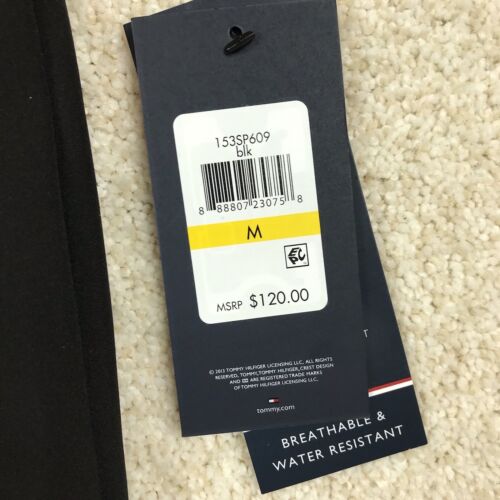 153SP609
blk
8 88807 23075 8
M
EPC
MSRP $120.00
© 2013 TOMMY HILFIGER LICENSING LLC. ALL RIGHTS
RESERVED, TOMMY,TOMMY HILFIGER,CREST DESIGN
AND ARE REGISTERED TRADE MARKS
OF TOMMY HILFIGER LICENSING LLC.
tommy.com
T
BREATHABLE &
WATER RESISTANT